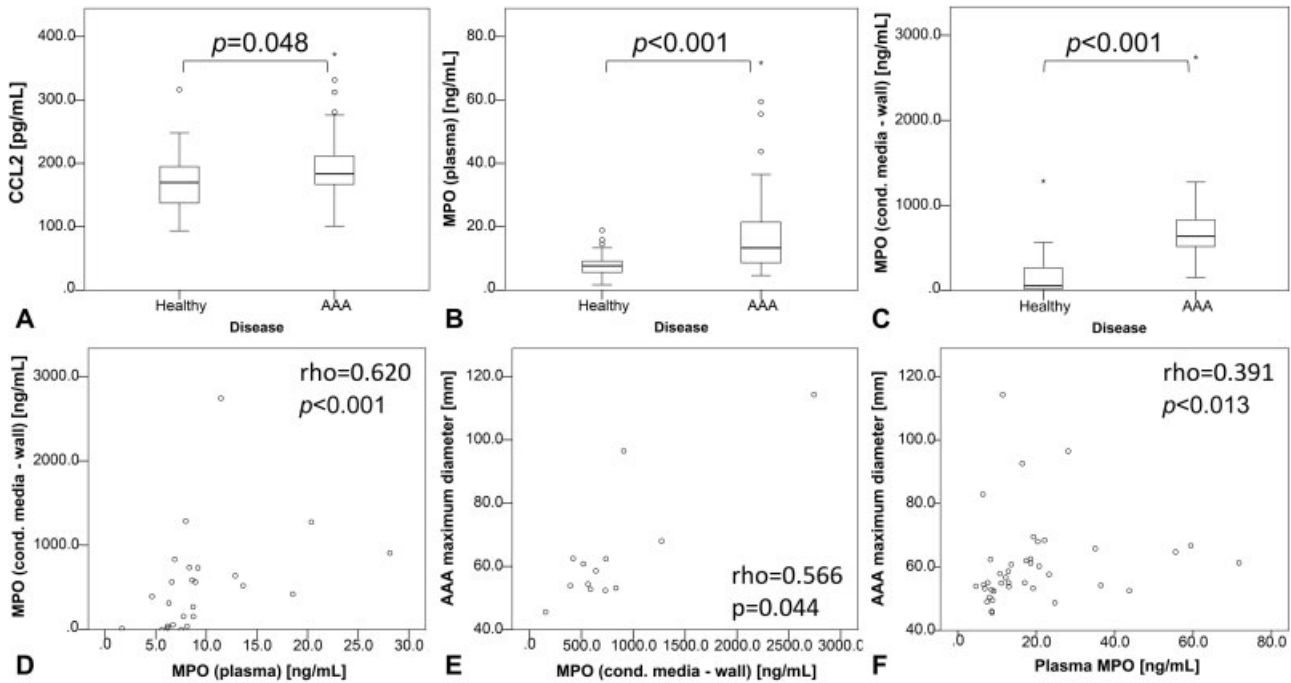 CCL2 [pg/mL]
400.0
300.0
200.0
100.0
.0
p=0.048
*
Healthy
AAA
Disease
A
MPO (plasma) [ng/mL]
80.0
60.0
40.0
20.0
.0
p<0.001
*
Healthy
AAA
Disease
B
MPO (cond. media - wall) [ng/mL]
3000.0
2000.0
1000.0
.0
p<0.001
*
*
Healthy
AAA
Disease
C
MPO (cond. media - wall) [ng/mL]
3000.0
2000.0
1000.0
.0
rho=0.620
p<0.001
.0 5.0 10.0 15.0 20.0 25.0 30.0
MPO (plasma) [ng/mL]
D
AAA maximum diameter [mm]
120.0
100.0
80.0
60.0
40.0
rho=0.566
p=0.044
.0 500.0 1000.0 1500.0 2000.0 2500.0 3000.0
MPO (cond. media - wall) [ng/mL]
E
AAA maximum diameter [mm]
120.0
100.0
80.0
60.0
40.0
rho=0.391
p<0.013
.0 20.0 40.0 60.0 80.0
Plasma MPO [ng/mL]
F